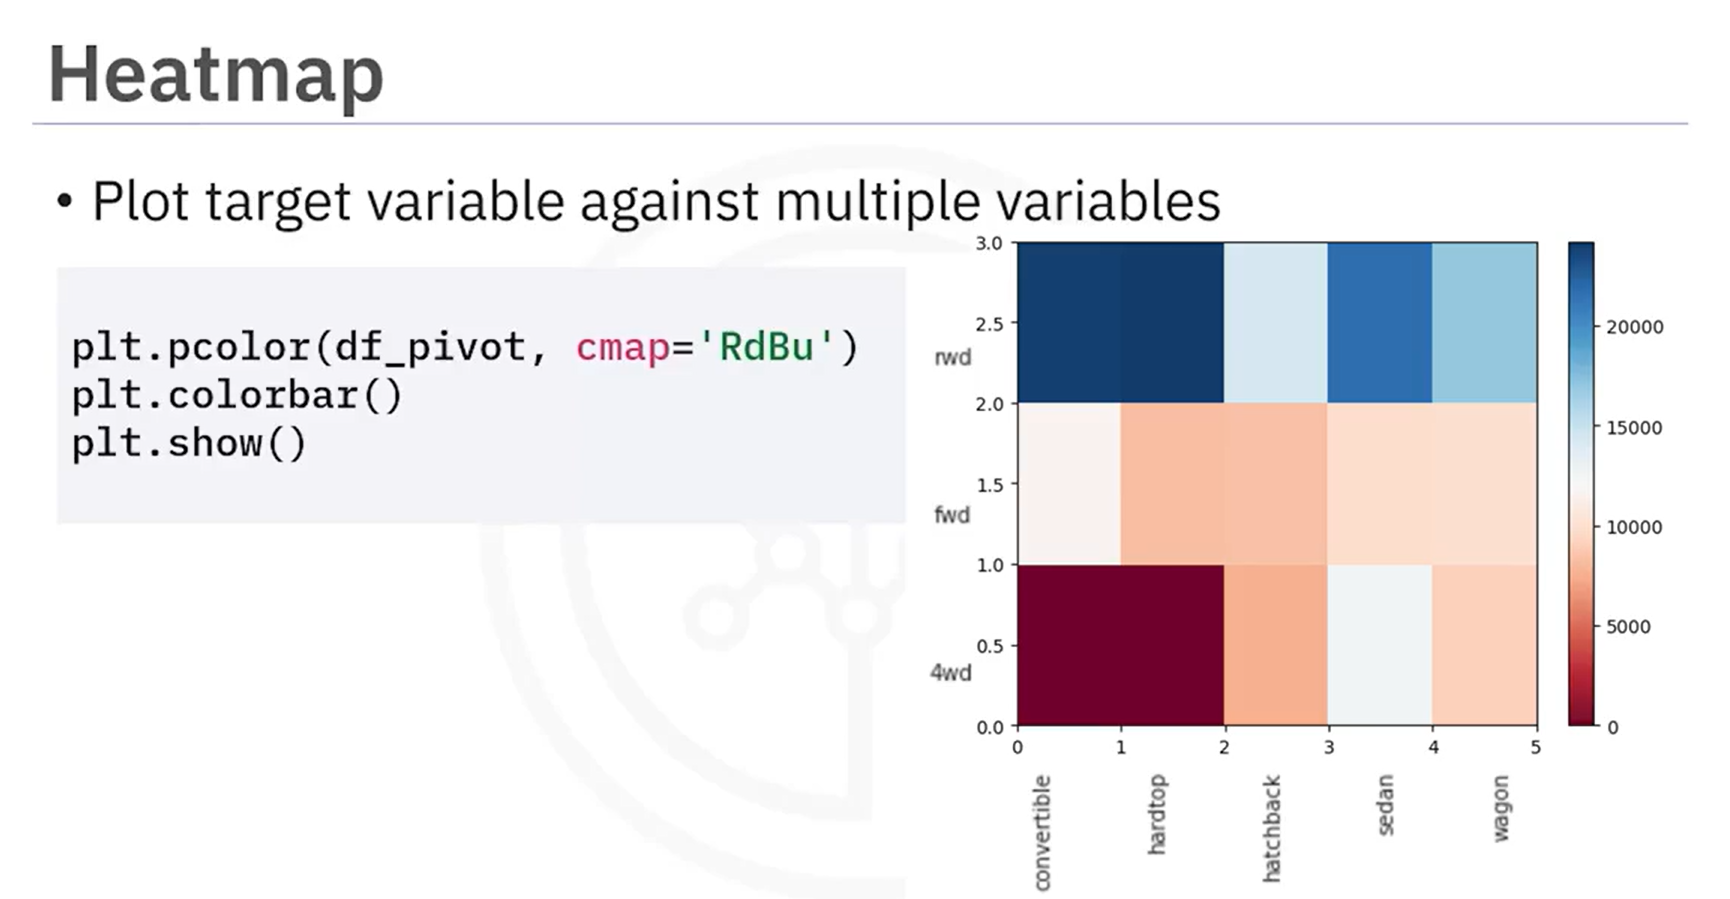 Heatmap
• Plot target variable against multiple variables
plt.pcolor(df_pivot, cmap='RdBu')
plt.colorbar()
plt.show()
3.0
2.5
rwd
2.0
1.5
fwd
1.0
0.5
4wd
0.0
0 1 2 3 4 5
convertible
hardtop
hatchback
sedan
wagon
20000
15000
10000
5000
0